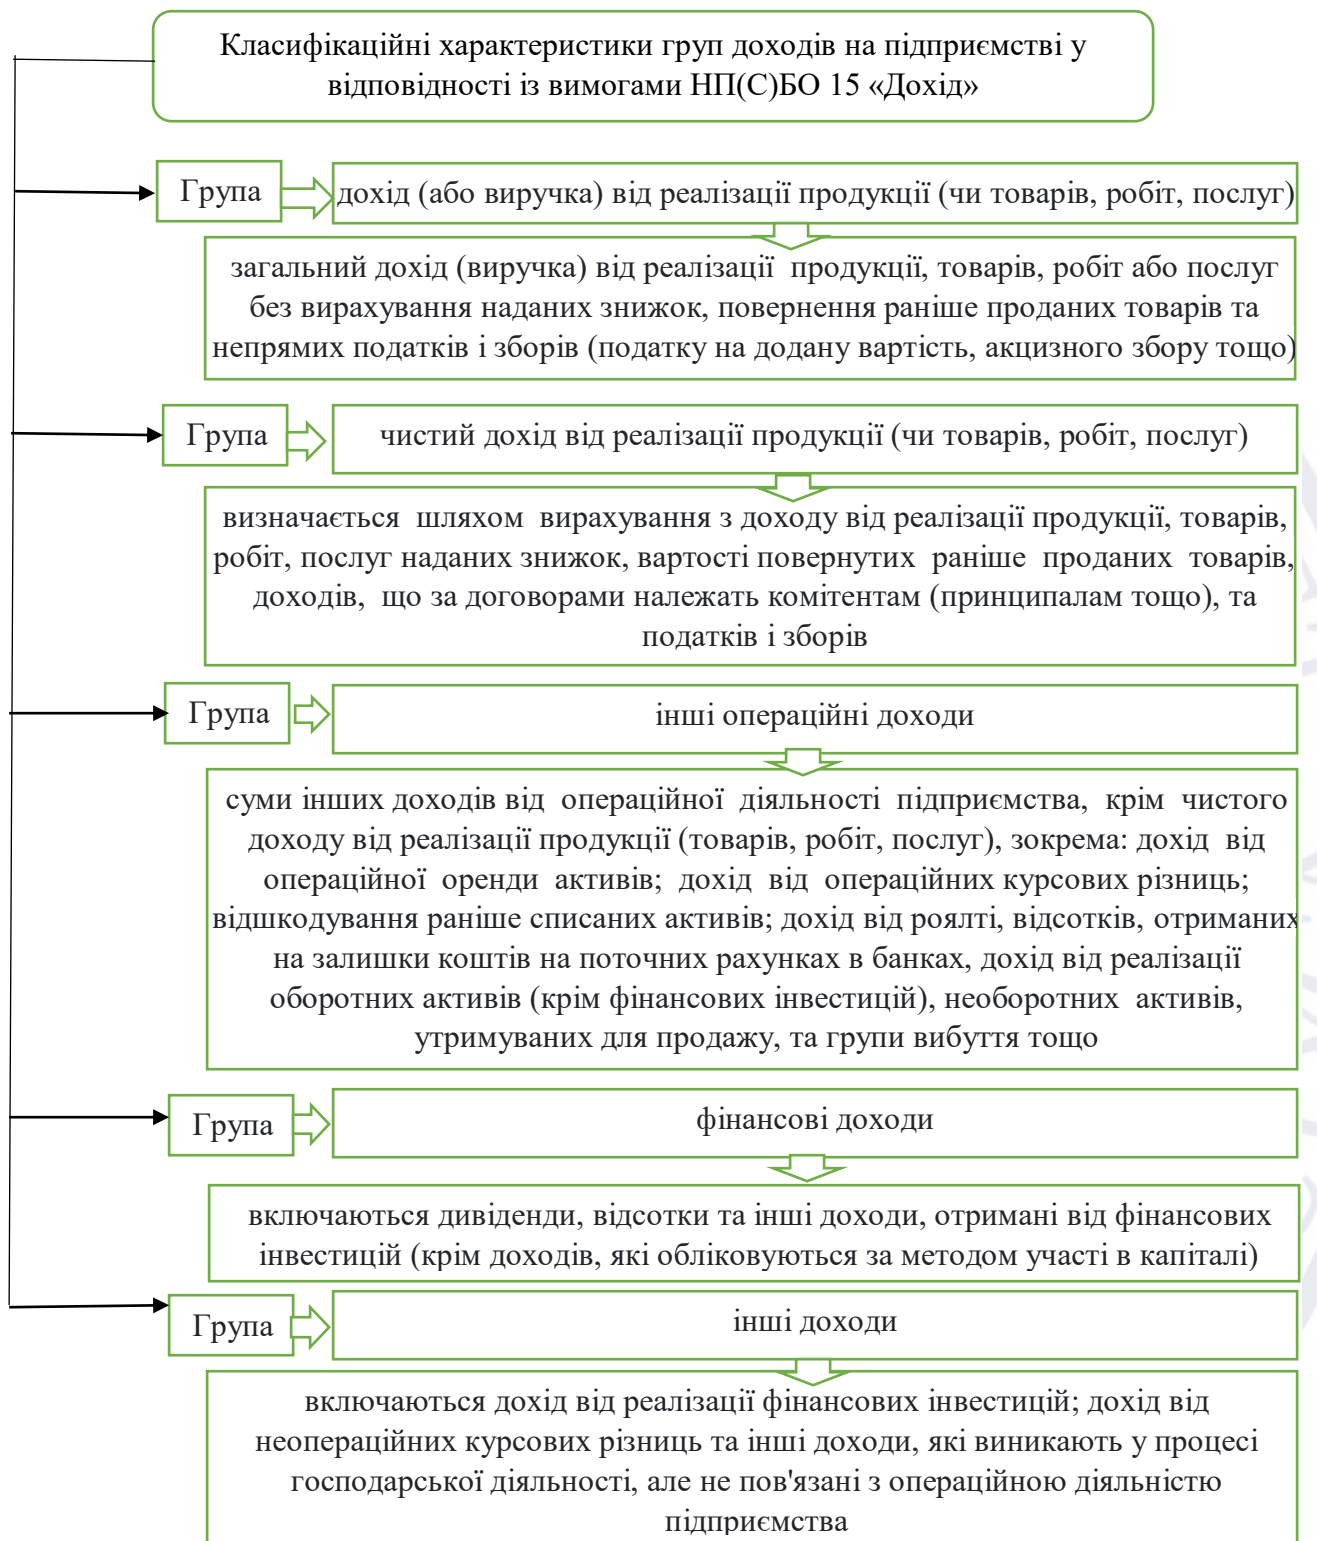 Класифікаційні характеристики груп доходів на підприємстві у
відповідності із вимогами НП(С)БО 15 «Дохід»
Група
дохід (або виручка) від реалізації продукції (чи товарів, робіт, послуг)
загальний дохід (виручка) від реалізації продукції, товарів, робіт або послуг
без вирахування наданих знижок, повернення раніше проданих товарів та
непрямих податків і зборів (податку на додану вартість, акцизного збору тощо)
Група
чистий дохід від реалізації продукції (чи товарів, робіт, послуг)
визначається шляхом вирахування з доходу від реалізації продукції, товарів,
робіт, послуг наданих знижок, вартості повернутих раніше проданих товарів,
доходів, що за договорами належать комітентам (принципалам тощо), та
податків і зборів
Група
інші операційні доходи
суми інших доходів від операційної діяльності підприємства, крім чистого
доходу від реалізації продукції (товарів, робіт, послуг), зокрема: дохід від
операційної оренди активів; дохід від операційних курсових різниць;
відшкодування раніше списаних активів; дохід від роялті, відсотків, отриманих
на залишки коштів на поточних рахунках в банках, дохід від реалізації
оборотних активів (крім фінансових інвестицій), необоротних активів,
утримуваних для продажу, та групи вибуття тощо
Група
фінансові доходи
включаються дивіденди, відсотки та інші доходи, отримані від фінансових
інвестицій (крім доходів, які обліковуються за методом участі в капіталі)
Група
інші доходи
включаються дохід від реалізації фінансових інвестицій; дохід від
неопераційних курсових різниць та інші доходи, які виникають у процесі
господарської діяльності, але не пов'язані з операційною діяльністю
підприємства